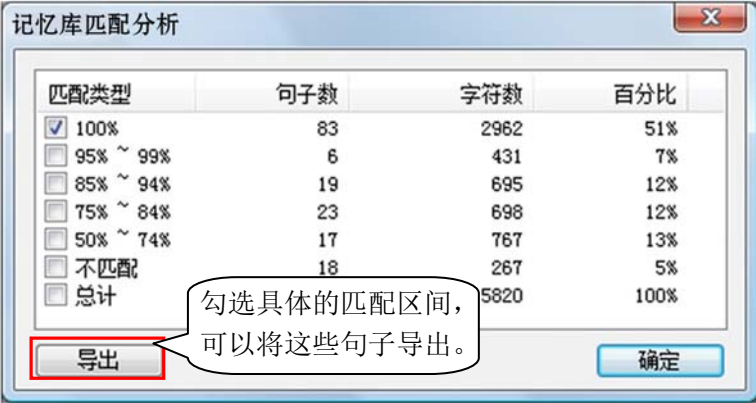 记忆库匹配分析
匹配类型 句子数 字符数 百分比
100% 83 2962 51%
95% ~ 99% 6 431 7%
85% ~ 94% 19 695 12%
75% ~ 84% 23 698 12%
50% ~ 74% 17 767 13%
不匹配 18 267 5%
总计 5820 100%
勾选具体的匹配区间，
可以将这些句子导出。
导出 确定